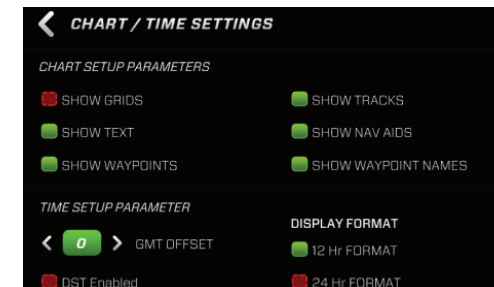 CHART / TIME SETTINGS
CHART SETUP PARAMETERS
SHOW GRIDS
SHOW TRACKS
SHOW TEXT
SHOW NAV AIDS
SHOW WAYPOINTS
SHOW WAYPOINT NAMES
TIME SETUP PARAMETER
DISPLAY FORMAT
0 GMT OFFSET
12 Hr FORMAT
DST Enabled
24 Hr FORMAT